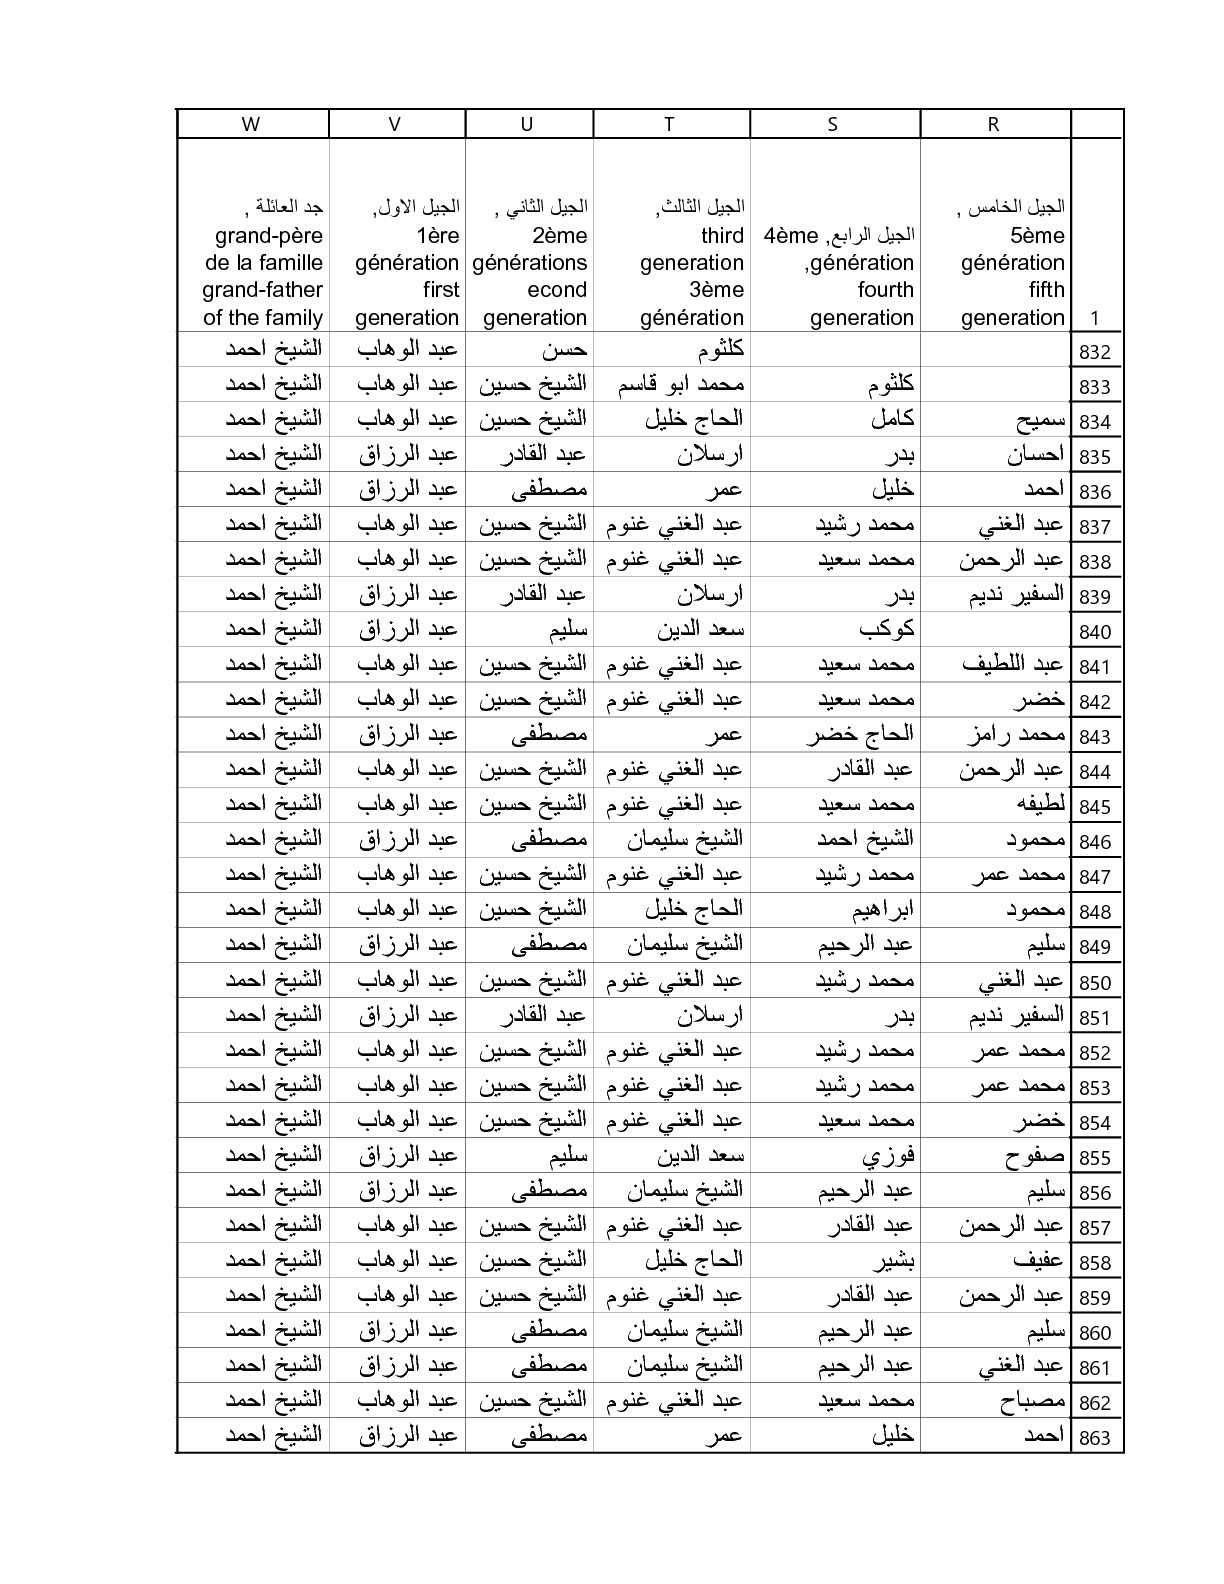 R S T U V W
الجيل الخامس , 5ème génération fifth generation
الجيل الرابع, 4ème génération, fourth generation
الجيل الثالث, third generation 3ème génération
الجيل الثاني , 2ème générations econd generation
الجيل الاول, 1ère génération first generation
جد العائلة , grand-père de la famille grand-father of the family
1
832 كلثوم حسن عبد الوهاب الشيخ احمد
833 كلثوم محمد ابو قاسم الشيخ حسين عبد الوهاب الشيخ احمد
834 سميح كامل الحاج خليل الشيخ حسين عبد الوهاب الشيخ احمد
835 احسان بدر ارسلان عبد القادر عبد الرزاق الشيخ احمد
836 احمد خليل عمر مصطفى عبد الرزاق الشيخ احمد
837 عبد الغني محمد رشيد عبد الغني غنوم الشيخ حسين عبد الوهاب الشيخ احمد
838 عبد الرحمن محمد سعيد عبد الغني غنوم الشيخ حسين عبد الوهاب الشيخ احمد
839 السفير نديم بدر ارسلان عبد القادر عبد الرزاق الشيخ احمد
840 كوكب سعد الدين سليم عبد الرزاق الشيخ احمد
841 عبد اللطيف محمد سعيد عبد الغني غنوم الشيخ حسين عبد الوهاب الشيخ احمد
842 خضر محمد سعيد عبد الغني غنوم الشيخ حسين عبد الوهاب الشيخ احمد
843 محمد رامز الحاج خضر عمر مصطفى عبد الرزاق الشيخ احمد
844 عبد الرحمن عبد القادر عبد الغني غنوم الشيخ حسين عبد الوهاب الشيخ احمد
845 لطيفه محمد سعيد عبد الغني غنوم الشيخ حسين عبد الوهاب الشيخ احمد
846 محمود الشيخ احمد الشيخ سليمان مصطفى عبد الرزاق الشيخ احمد
847 محمد عمر محمد رشيد عبد الغني غنوم الشيخ حسين عبد الوهاب الشيخ احمد
848 محمود ابراهيم الحاج خليل الشيخ حسين عبد الوهاب الشيخ احمد
849 سليم عبد الرحيم الشيخ سليمان مصطفى عبد الرزاق الشيخ احمد
850 عبد الغني محمد رشيد عبد الغني غنوم الشيخ حسين عبد الوهاب الشيخ احمد
851 السفير نديم بدر ارسلان عبد القادر عبد الرزاق الشيخ احمد
852 محمد عمر محمد رشيد عبد الغني غنوم الشيخ حسين عبد الوهاب الشيخ احمد
853 محمد عمر محمد رشيد عبد الغني غنوم الشيخ حسين عبد الوهاب الشيخ احمد
854 خضر محمد سعيد عبد الغني غنوم الشيخ حسين عبد الوهاب الشيخ احمد
855 صفوح فوزي سعد الدين سليم عبد الرزاق الشيخ احمد
856 سليم عبد الرحيم الشيخ سليمان مصطفى عبد الرزاق الشيخ احمد
857 عبد الرحمن عبد القادر عبد الغني غنوم الشيخ حسين عبد الوهاب الشيخ احمد
858 عفيف بشير الحاج خليل الشيخ حسين عبد الوهاب الشيخ احمد
859 عبد الرحمن عبد القادر عبد الغني غنوم الشيخ حسين عبد الوهاب الشيخ احمد
860 سليم عبد الرحيم الشيخ سليمان مصطفى عبد الرزاق الشيخ احمد
861 عبد الغني عبد الرحيم الشيخ سليمان مصطفى عبد الرزاق الشيخ احمد
862 مصباح محمد سعيد عبد الغني غنوم الشيخ حسين عبد الوهاب الشيخ احمد
863 احمد خليل عمر مصطفى عبد الرزاق الشيخ احمد